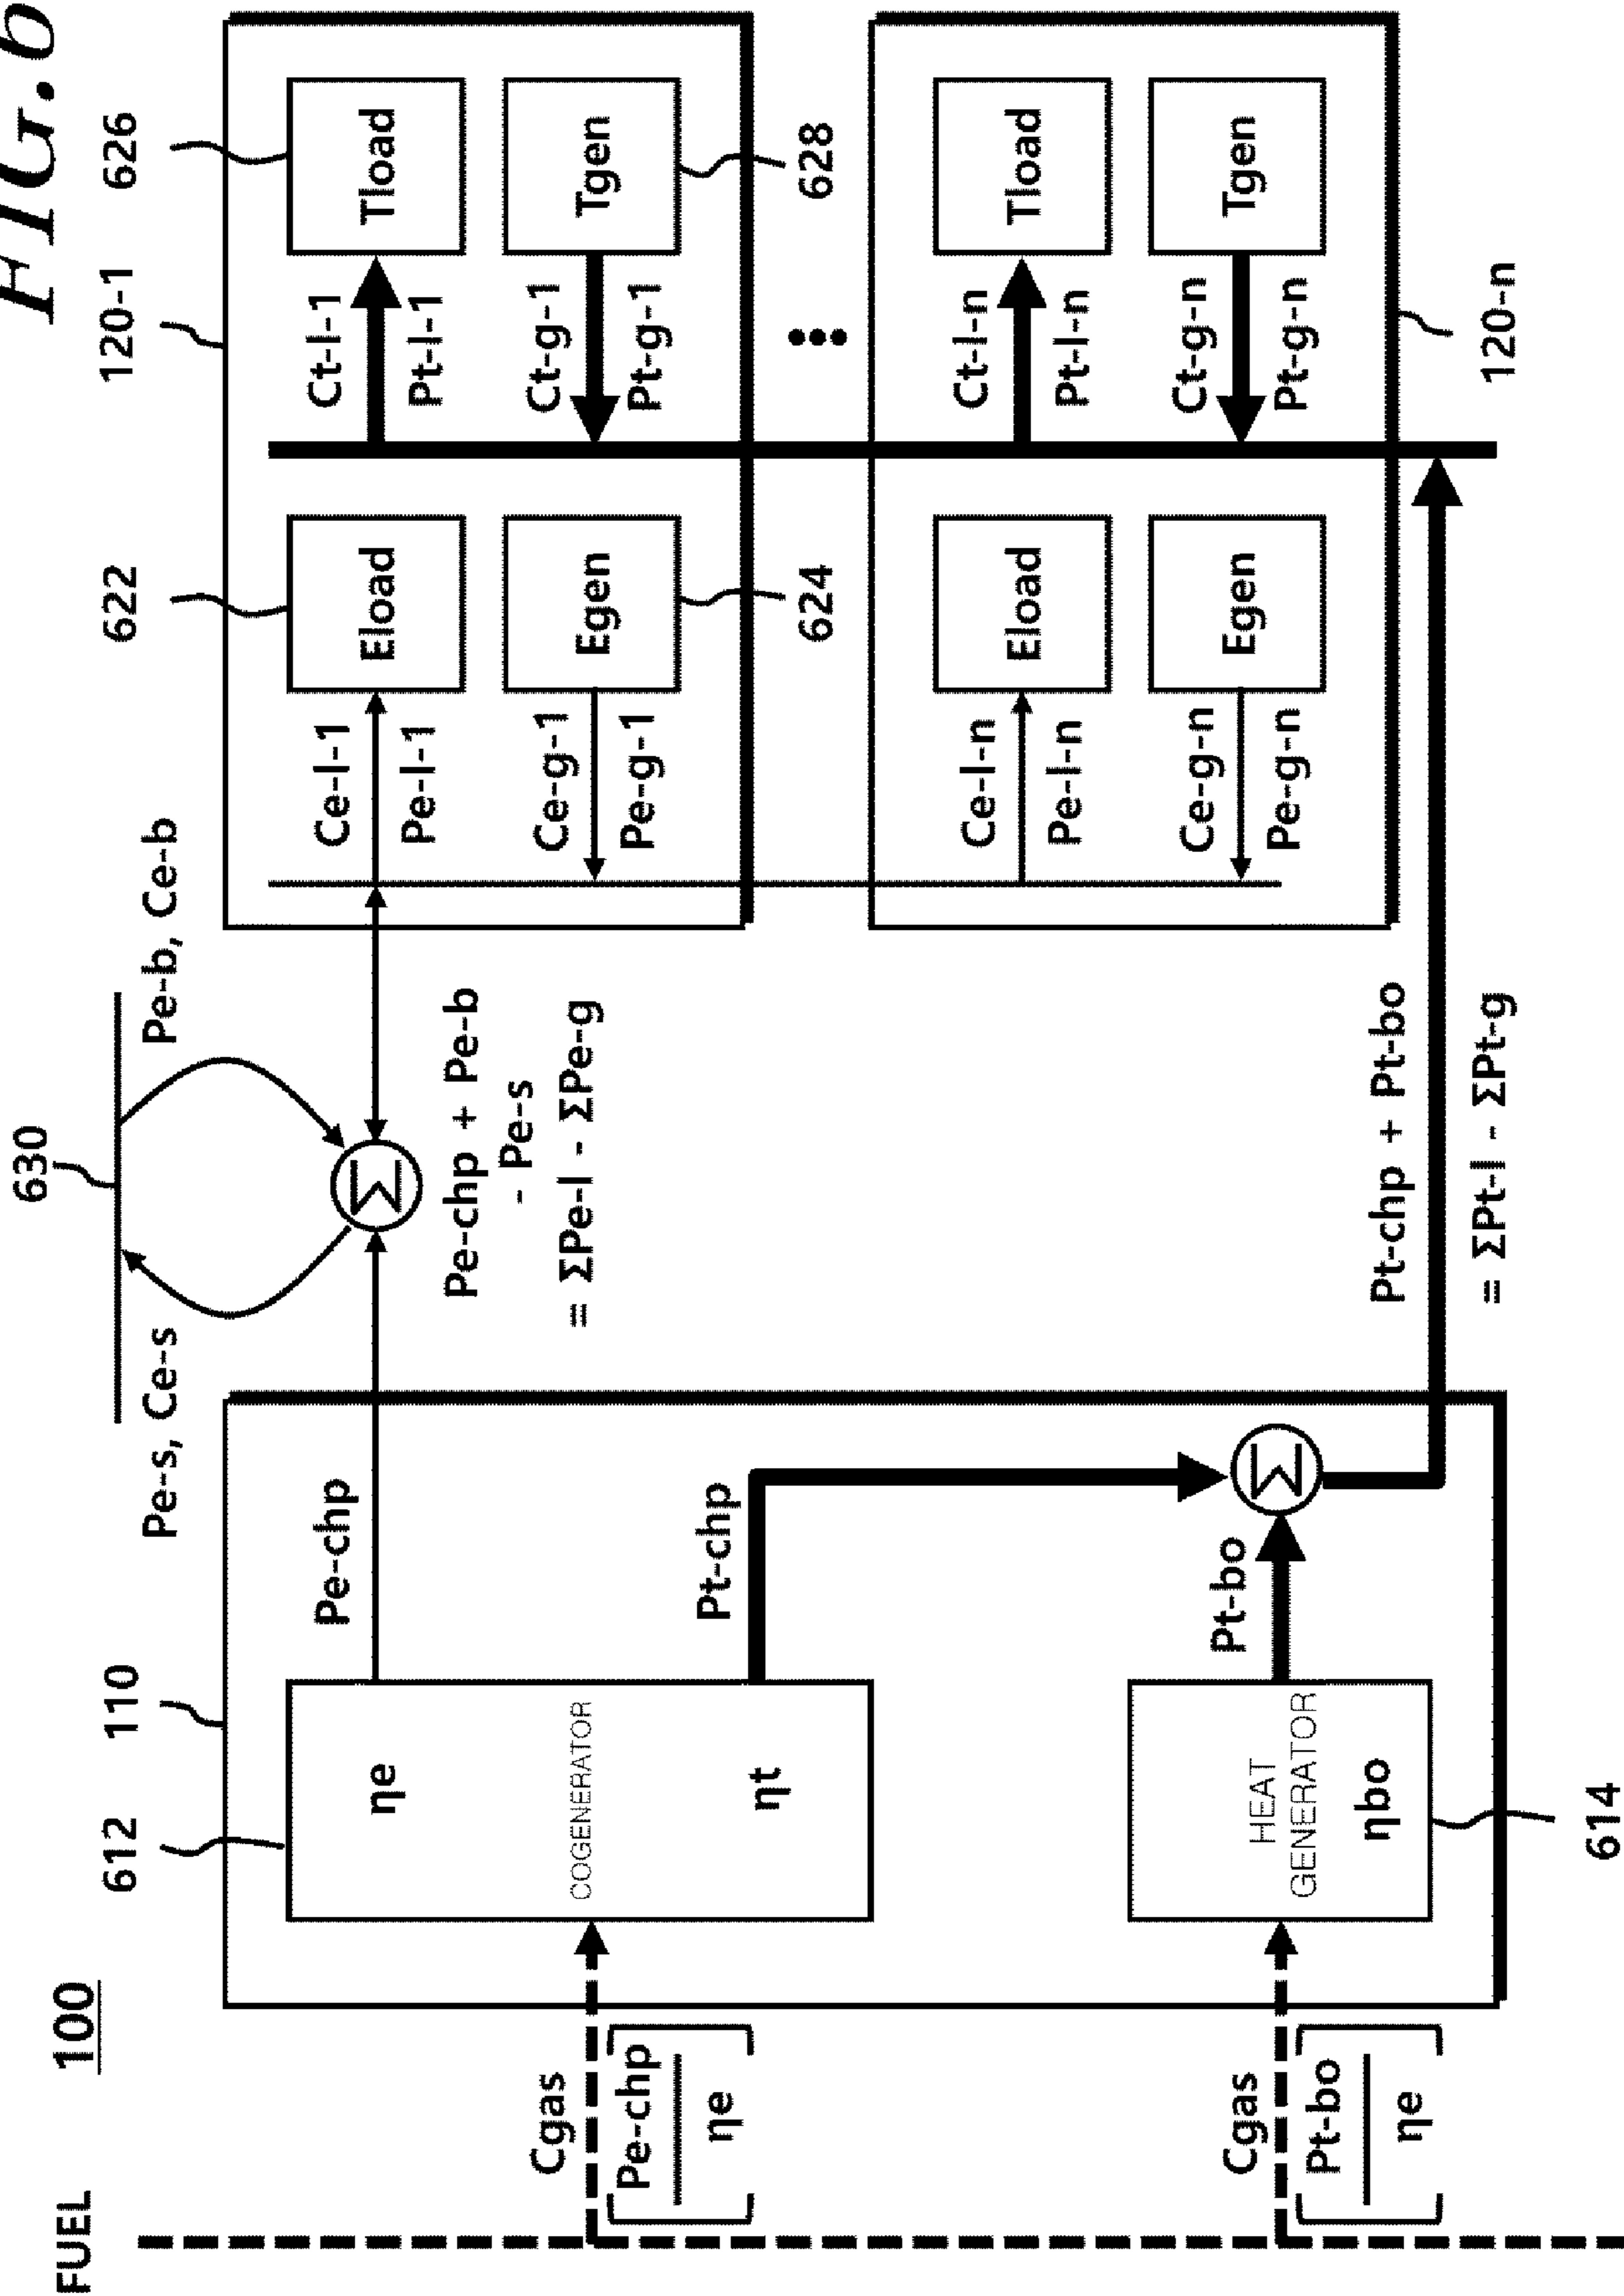 FIG.6
FUEL
100
Cgas
Pe-chp
ηe
Cgas
Pt-bo
ηe
612
110
ηe
COGENERATOR
ηt
HEAT
GENERATOR
ηbo
614
Pe-chp
Pt-chp
Pt-bo
Pe-s, Ce-s
630
Pe-b, Ce-b
Pe-chp + Pe-b
- Pe-s
= ΣPe-l - ΣPe-g
Σ
Σ
Pt-chp + Pt-bo
= ΣPt-l - ΣPt-g
120-1
622
626
Ce-l-1
Pe-l-1
Eload
Ct-l-1
Pt-l-1
Tload
Ce-g-1
Pe-g-1
Egen
Ct-g-1
Pt-g-1
Tgen
624
628
Ce-l-n
Pe-l-n
Eload
Ct-l-n
Pt-l-n
Tload
Ce-g-n
Pe-g-n
Egen
Ct-g-n
Pt-g-n
Tgen
120-n